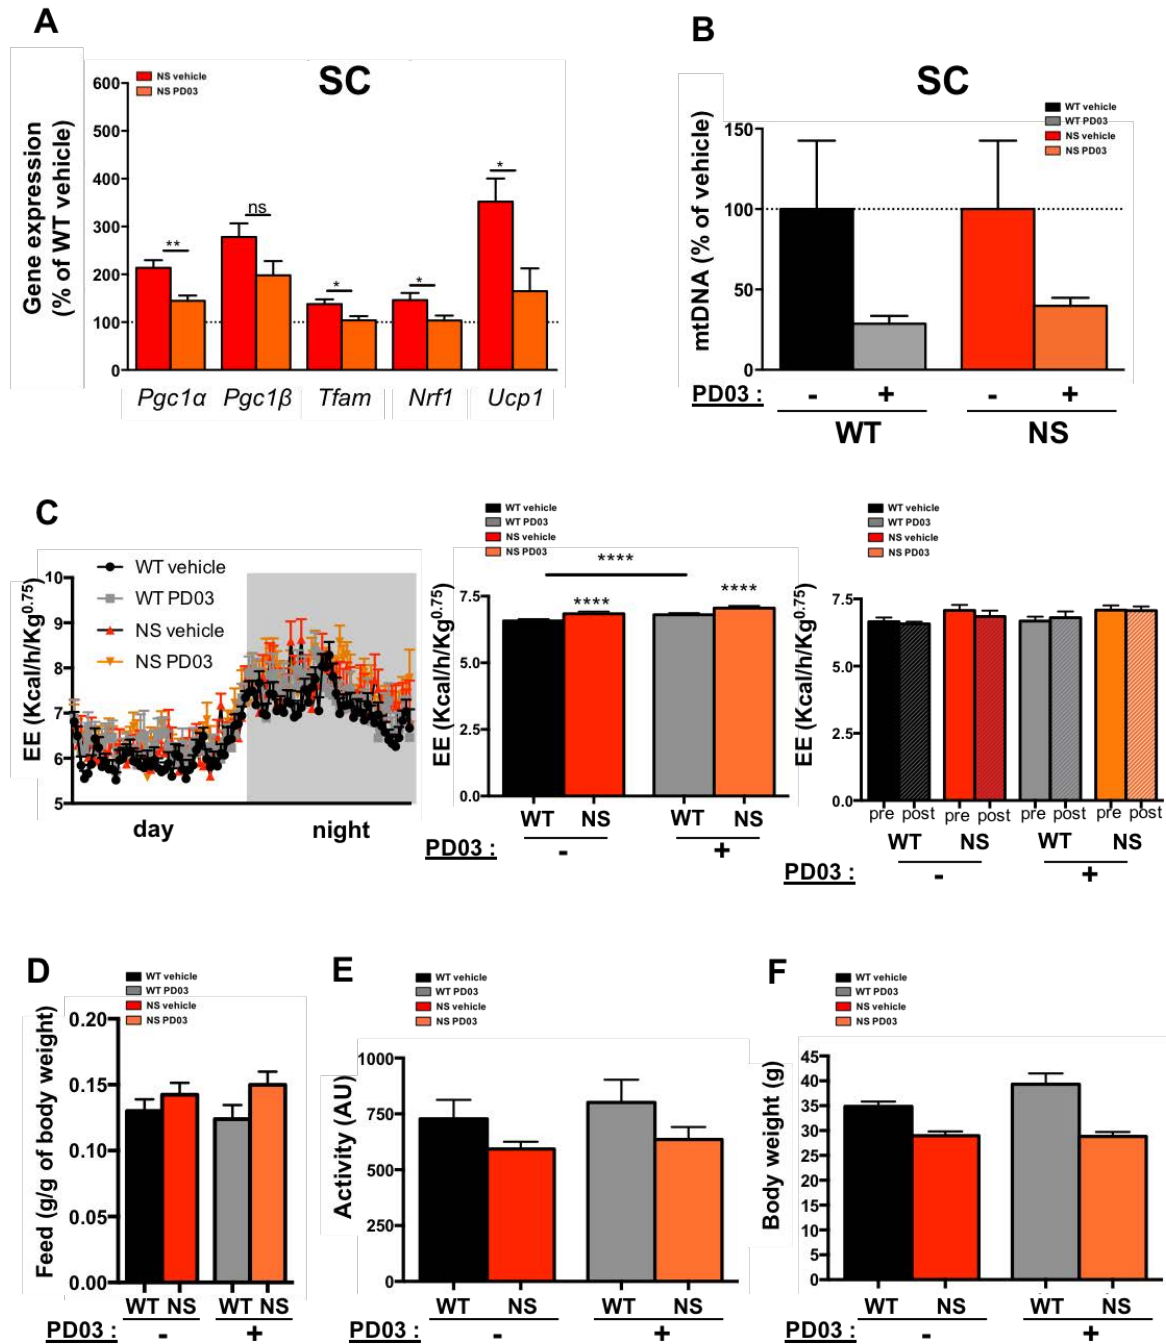 A
SC
NS vehicle
NS PD03
Gene expression
(% of WT vehicle)
600
500
400
300
200
100
0
**
ns
*
*
*
Pgc1α Pgc1β Tfam Nrf1 Ucp1
B
SC
WT vehicle
WT PD03
NS vehicle
NS PD03
mtDNA (% of vehicle)
150
100
50
0
PD03 : - + - +
WT NS
C
WT vehicle
WT PD03
NS vehicle
NS PD03
EE (Kcal/h/Kg0.75)
10
9
8
7
6
5
day night
WT vehicle
WT PD03
NS vehicle
NS PD03
EE (Kcal/h/Kg0.75)
7.5
5.0
2.5
0.0
****
****
****
WT NS WT NS
PD03 : - +
WT vehicle
WT PD03
NS vehicle
NS PD03
EE (Kcal/h/Kg0.75)
7.5
5.0
2.5
0.0
pre post pre post pre post pre post
WT NS WT NS
PD03 : - +
D
WT vehicle
WT PD03
NS vehicle
NS PD03
Feed (g/g of body weight)
0.20
0.15
0.10
0.05
0.00
WT NS WT NS
PD03 : - +
E
WT vehicle
WT PD03
NS vehicle
NS PD03
Activity (AU)
1000
750
500
250
0
WT NS WT NS
PD03 : - +
F
WT vehicle
WT PD03
NS vehicle
NS PD03
Body weight (g)
45
40
35
30
25
20
15
10
5
0
WT NS WT NS
PD03 : - +